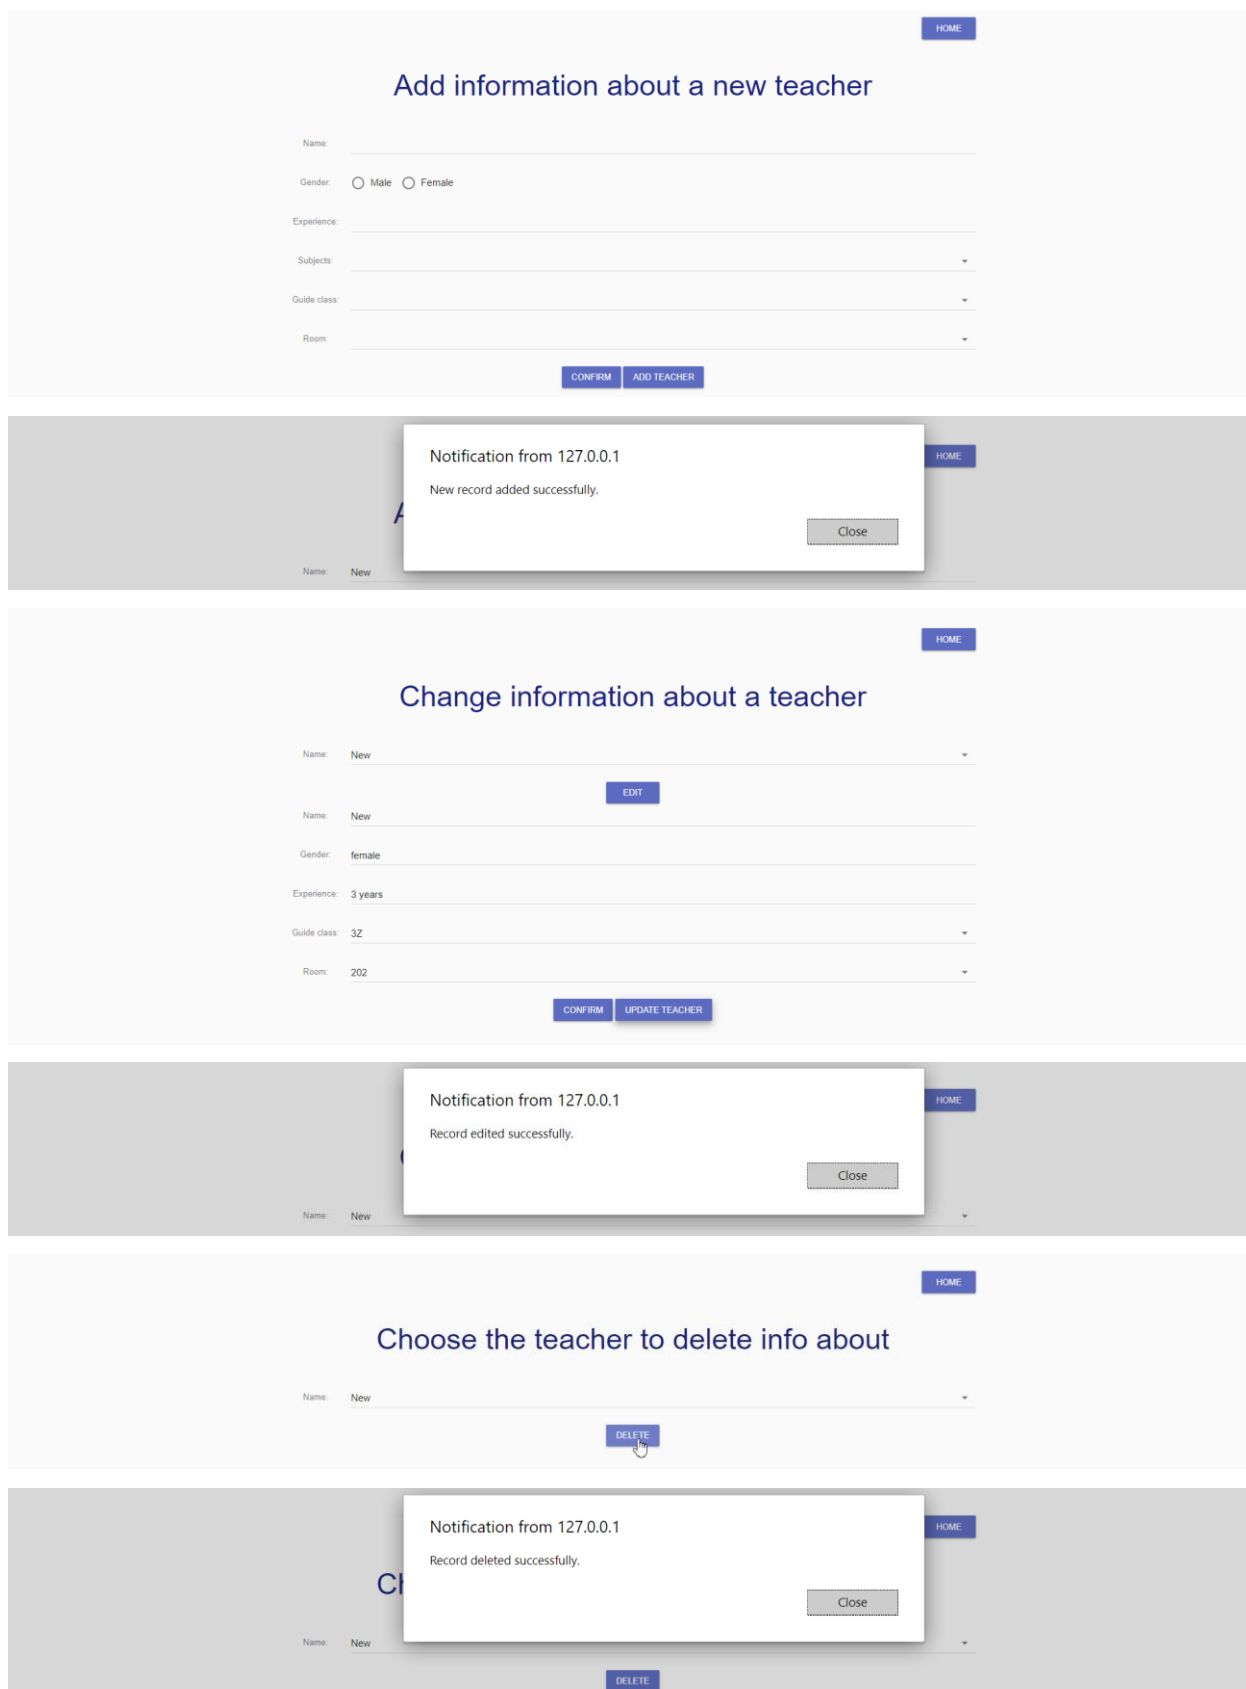 HOME
Add information about a new teacher
Name:
Gender: Male Female
Experience:
Subjects:
Guide class:
Room:
CONFIRM ADD TEACHER
Notification from 127.0.0.1
HOME
New record added successfully.
A
Close
Name: New
HOME
Change information about a teacher
Name: New
EDIT
Name: New
Gender: female
Experience: 3 years
Guide class: 3Z
Room: 202
CONFIRM UPDATE TEACHER
Notification from 127.0.0.1
HOME
Record edited successfully.
Close
Name: New
HOME
Choose the teacher to delete info about
Name: New
DELETE
Notification from 127.0.0.1
HOME
Record deleted successfully.
Ch
Close
Name: New
DELETE